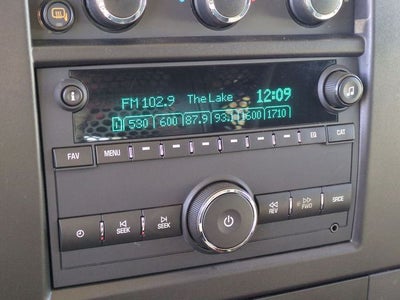 FM 102.9 The Lake 12:09
1 530 600 87.9 93.1 600 1710
FAV MENU EQ CAT
SEEK SEEK REV FWD SRCE